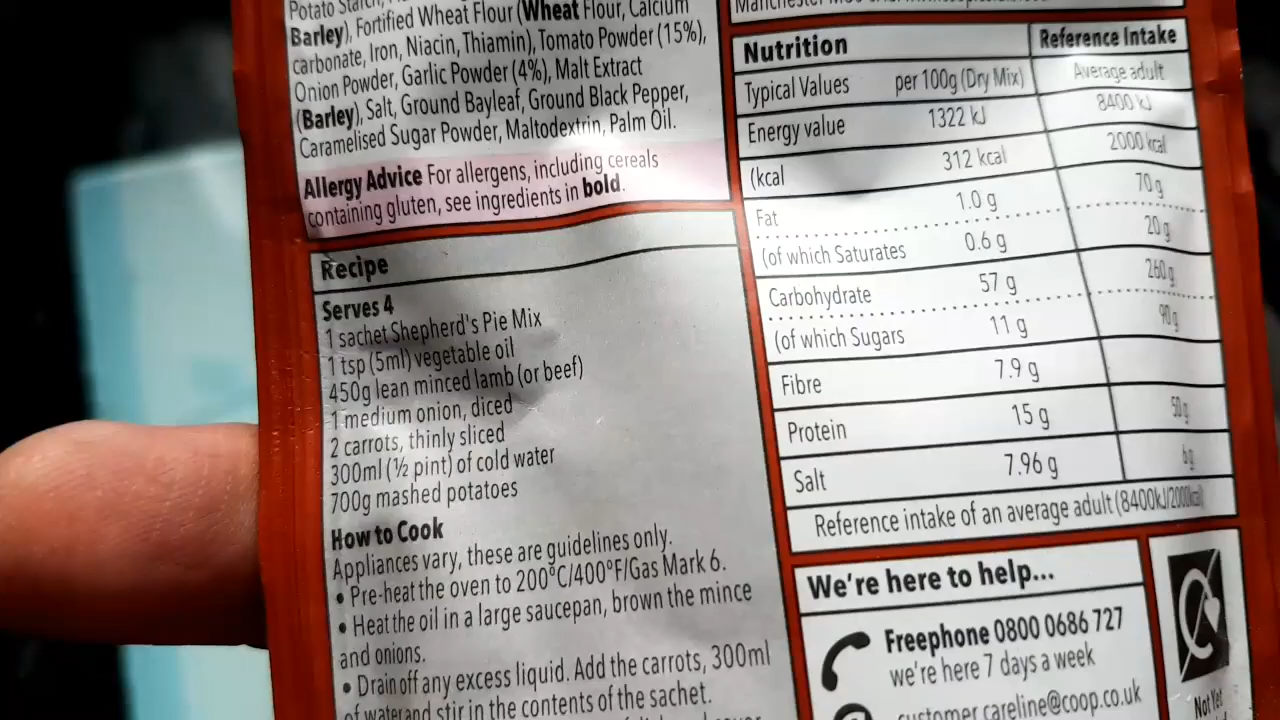 Potato Starch,
Barley), Fortified Wheat Flour (Wheat Flour, Calcium
carbonate, Iron, Niacin, Thiamin), Tomato Powder (15%),
Onion Powder, Garlic Powder (4%), Malt Extract
(Barley), Salt, Ground Bayleaf, Ground Black Pepper,
Caramelised Sugar Powder, Maltodextrin, Palm Oil.
Allergy Advice For allergens, including cereals
containing gluten, see ingredients in bold.
Recipe
Serves 4
1 sachet Shepherd's Pie Mix
1 tsp (5ml) vegetable oil
450g lean minced lamb (or beef)
1 medium onion, diced
2 carrots, thinly sliced
300ml (½ pint) of cold water
700g mashed potatoes
How to Cook
Appliances vary, these are guidelines only.
• Pre-heat the oven to 200°C/400°F/Gas Mark 6.
• Heat the oil in a large saucepan, brown the mince
and onions.
• Drain off any excess liquid. Add the carrots, 300ml
of water and stir in the contents of the sachet.
Manchester
Nutrition Reference Intake
Typical Values per 100g (Dry Mix) Average adult
Energy value 1322 kJ 8400 kJ
(kcal 312 kcal 2000 kcal
Fat 1.0 g 70 g
(of which Saturates 0.6 g 20 g
Carbohydrate 57 g 260 g
(of which Sugars 11 g 90 g
Fibre 7.9 g
Protein 15 g 50 g
Salt 7.96 g 6g
Reference intake of an average adult (8400kJ/2000kcal)
We're here to help...
Freephone 0800 0686 727
we're here 7 days a week
customer.careline@coop.co.uk
Not Yet